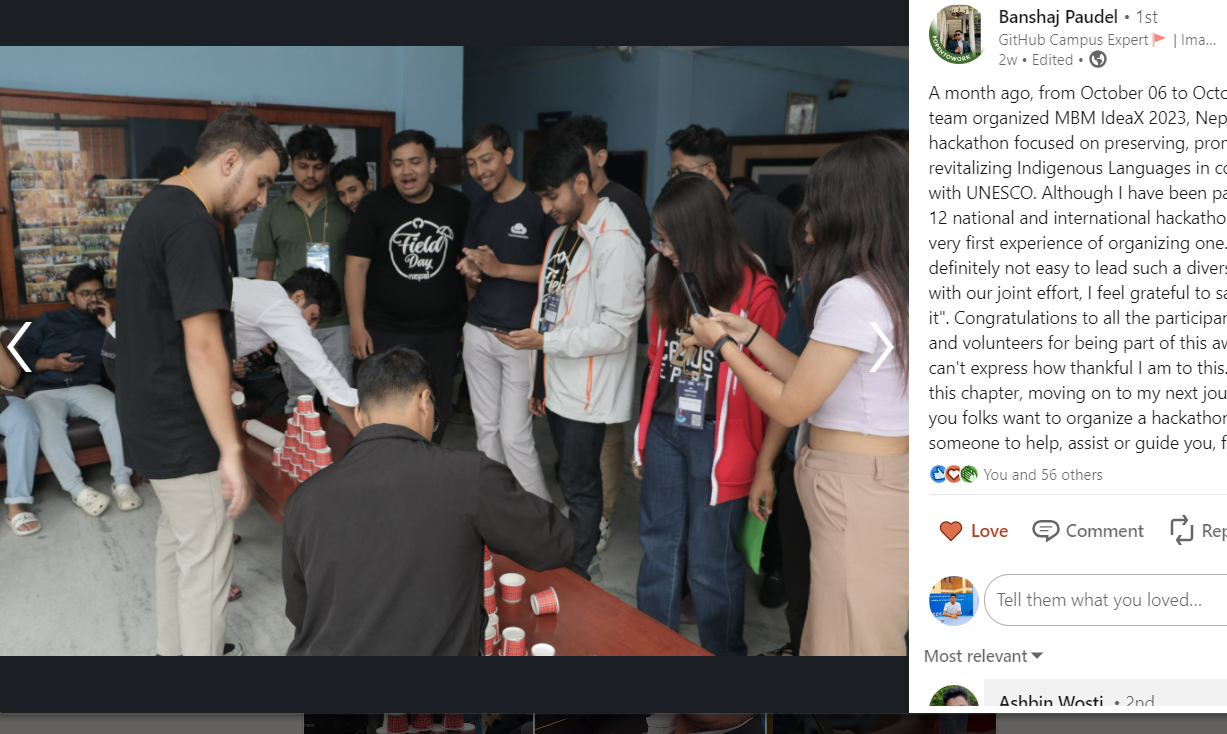 Banshaj Paudel • 1st
GitHub Campus Expert🚩 | Ima...
2w • Edited •
A month ago, from October 06 to Octo
team organized MBM IdeaX 2023, Nep
hackathon focused on preserving, pror
revitalizing Indigenous Languages in co
with UNESCO. Although I have been pa
12 national and international hackatho
very first experience of organizing one.
definitely not easy to lead such a divers
with our joint effort, I feel grateful to sa
it". Congratulations to all the participar
and volunteers for being part of this aw
can't express how thankful I am to this.
this chapter, moving on to my next jou
you folks want to organize a hackathor
someone to help, assist or guide you, f
You and 56 others
Love
Comment
Rep
Tell them what you loved...
Most relevant
Ashbin Wosti • 2nd
Field
Day
nepal
#OPENTOWORK